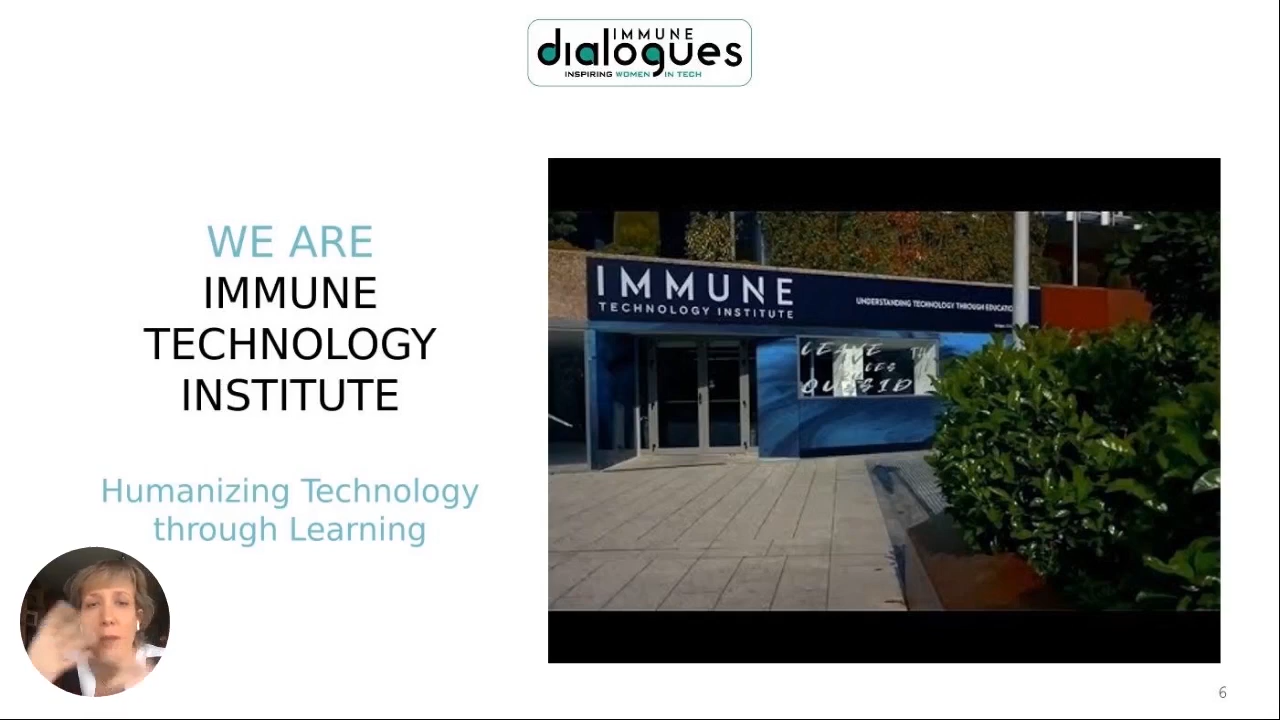 IMMUNE
dialogues
INSPIRING WOMEN IN TECH
WE ARE
IMMUNE
TECHNOLOGY
INSTITUTE
Humanizing Technology
through Learning
IMMUNE
TECHNOLOGY INSTITUTE
UNDERSTANDING TECHNOLOGY THROUGH
LEAVE
6